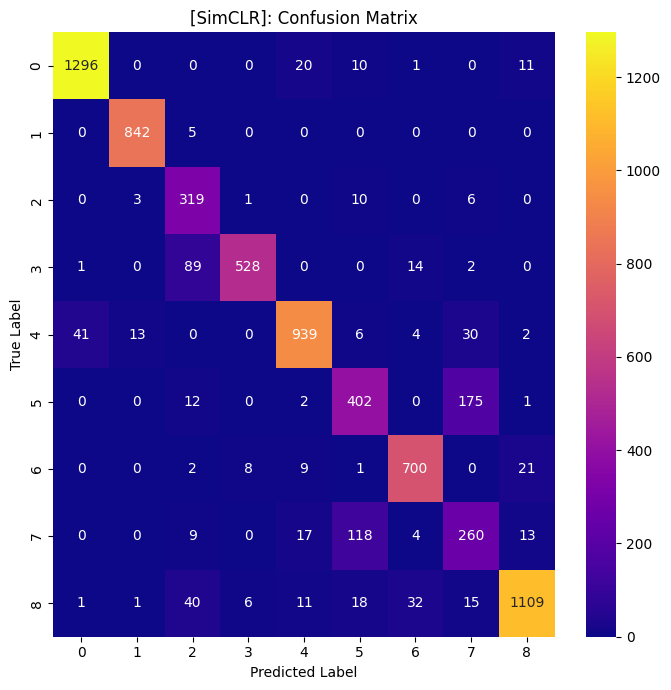 [SimCLR]: Confusion Matrix
0 1296 0 0 0 20 10 1 0 11
1 0 842 5 0 0 0 0 0 0
2 0 3 319 1 0 10 0 6 0
3 1 0 89 528 0 0 14 2 0
4 41 13 0 0 939 6 4 30 2
5 0 0 12 0 2 402 0 175 1
6 0 0 2 8 9 1 700 0 21
7 0 0 9 0 17 118 4 260 13
8 1 1 40 6 11 18 32 15 1109
0 1 2 3 4 5 6 7 8
True Label
Predicted Label
1200
1000
800
600
400
200
0